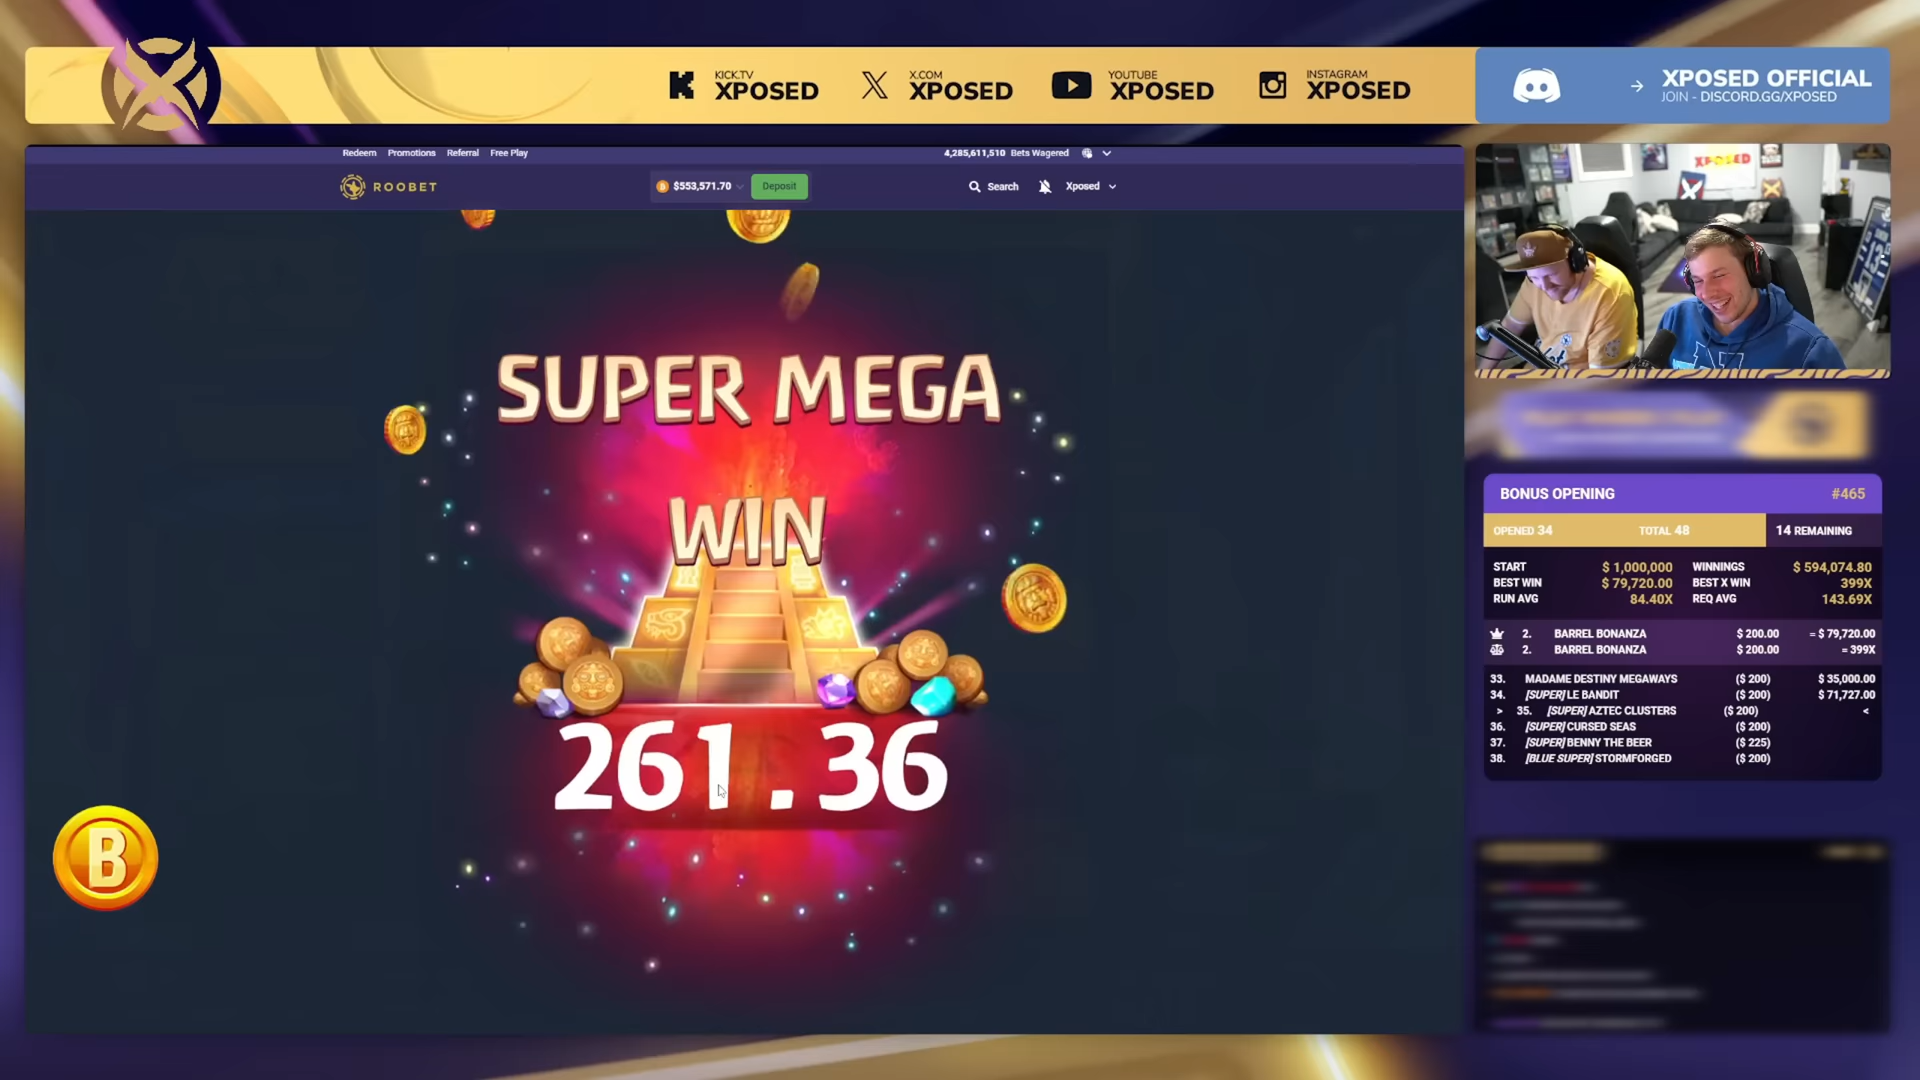 KICK.TV
XPOSED
X.COM
XPOSED
YOUTUBE
XPOSED
INSTAGRAM
XPOSED
XPOSED OFFICIAL
JOIN - DISCORD.GG/XPOSED
Redeem Promotions Referral Free Play
4,285,611,510 Bets Wagered
ROOBET
$553,571.70
Deposit
Search
Xposed
SUPER MEGA
WIN
261.36
B
XPOSED
BONUS OPENING #465
OPENED 34 TOTAL 48 14 REMAINING
START $ 1,000,000 WINNINGS $ 594,074.80
BEST WIN $ 79,720.00 BEST X WIN 399X
RUN AVG 84.40X REQ AVG 143.69X
2. BARREL BONANZA $ 200.00 = $ 79,720.00
2. BARREL BONANZA $ 200.00 = 399X
33. MADAME DESTINY MEGAWAYS ($ 200) $ 35,000.00
34. [SUPER] LE BANDIT ($ 200) $ 71,727.00
> 35. [SUPER] AZTEC CLUSTERS ($ 200) <
36. [SUPER] CURSED SEAS ($ 200)
37. [SUPER] BENNY THE BEER ($ 225)
38. [BLUE SUPER] STORMFORGED ($ 200)